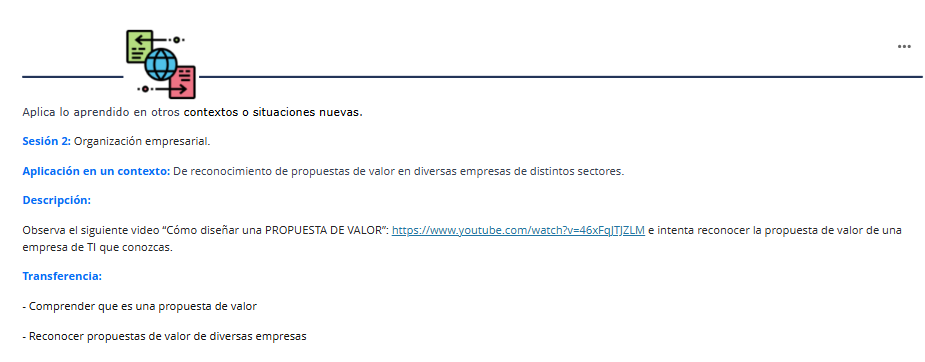 Aplica lo aprendido en otros contextos o situaciones nuevas.
Sesión 2: Organización empresarial.
Aplicación en un contexto: De reconocimiento de propuestas de valor en diversas empresas de distintos sectores.
Descripción:
Observa el siguiente video “Cómo diseñar una PROPUESTA DE VALOR”: https://www.youtube.com/watch?v=46xFqJTJZLM e intenta reconocer la propuesta de valor de una
empresa de TI que conozcas.
Transferencia:
- Comprender que es una propuesta de valor
- Reconocer propuestas de valor de diversas empresas